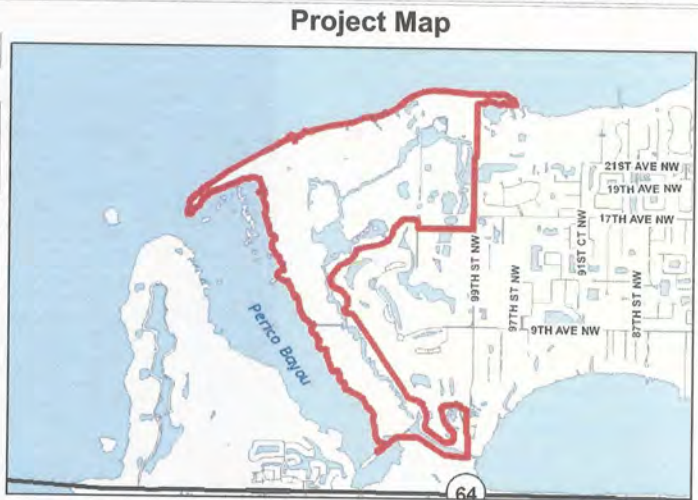 Project Map
21ST AVE NW
19TH AVE NW
17TH AVE NW
99TH ST NW
97TH ST NW
91ST CT NW
87TH ST NW
9TH AVE NW
Perico Bayou
64